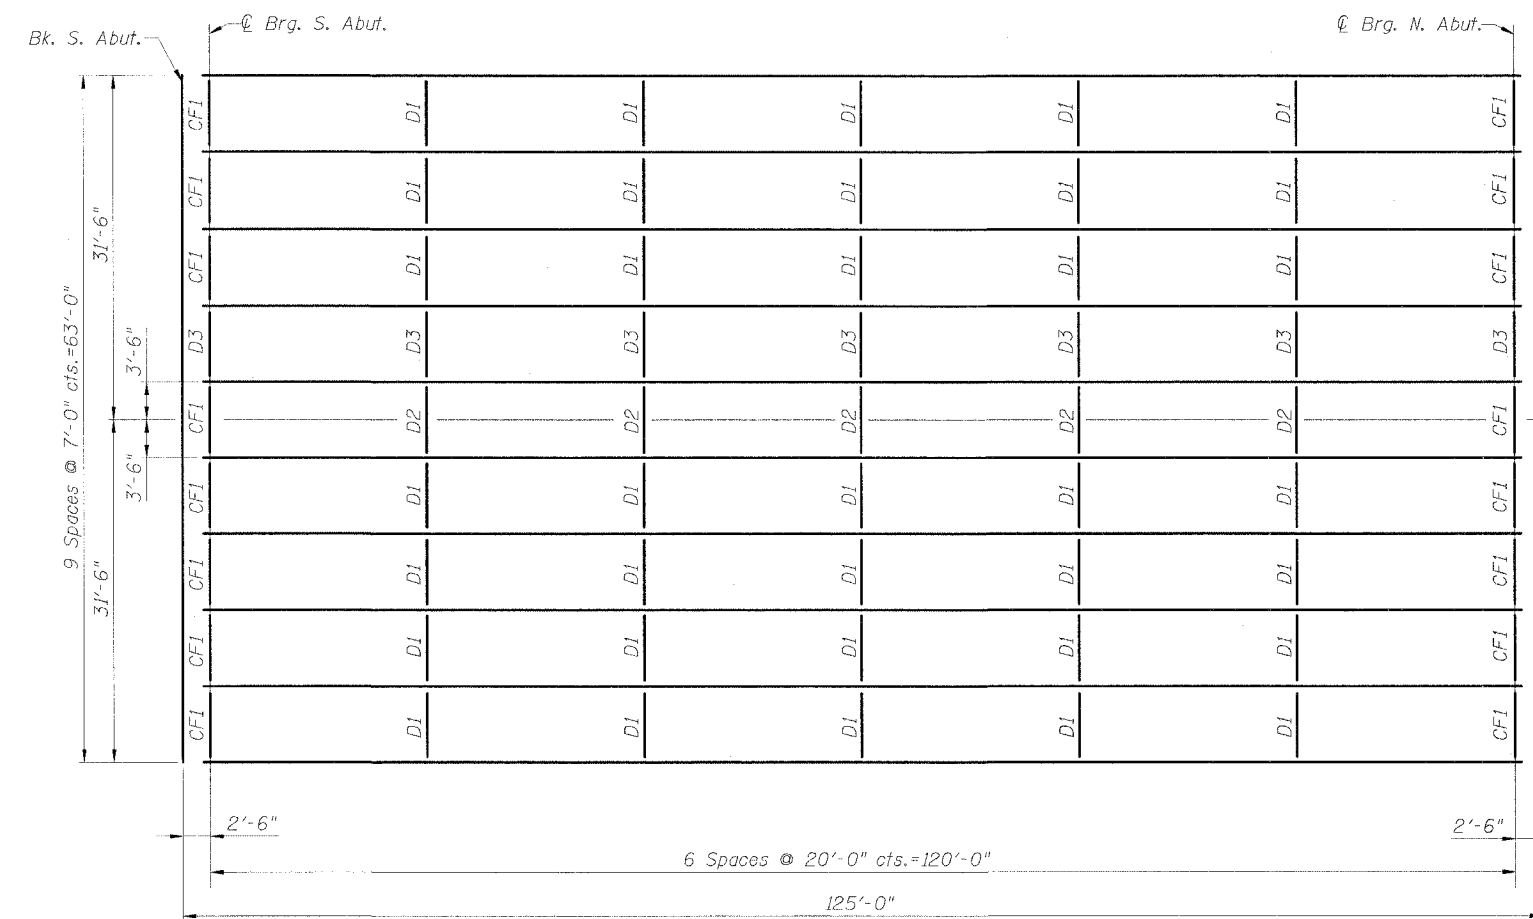 ℄ Brg. S. Abut.
℄ Brg. N. Abut.
Bk. S. Abut.
CF1 D1 D1 D1 D1 D1 CF1
CF1 D1 D1 D1 D1 D1 CF1
31'-6"
CF1 D1 D1 D1 D1 D1 CF1
9 Spaces @ 7'-0" cts.=63'-0"
D3 D3 D3 D3 D3 D3 D3
3'-6"
CF1 D2 D2 D2 D2 D2 CF1
3'-6"
CF1 D1 D1 D1 D1 D1 CF1
31'-6"
CF1 D1 D1 D1 D1 D1 CF1
CF1 D1 D1 D1 D1 D1 CF1
CF1 D1 D1 D1 D1 D1 CF1
2'-6"
2'-6"
6 Spaces @ 20'-0" cts.=120'-0"
125'-0"